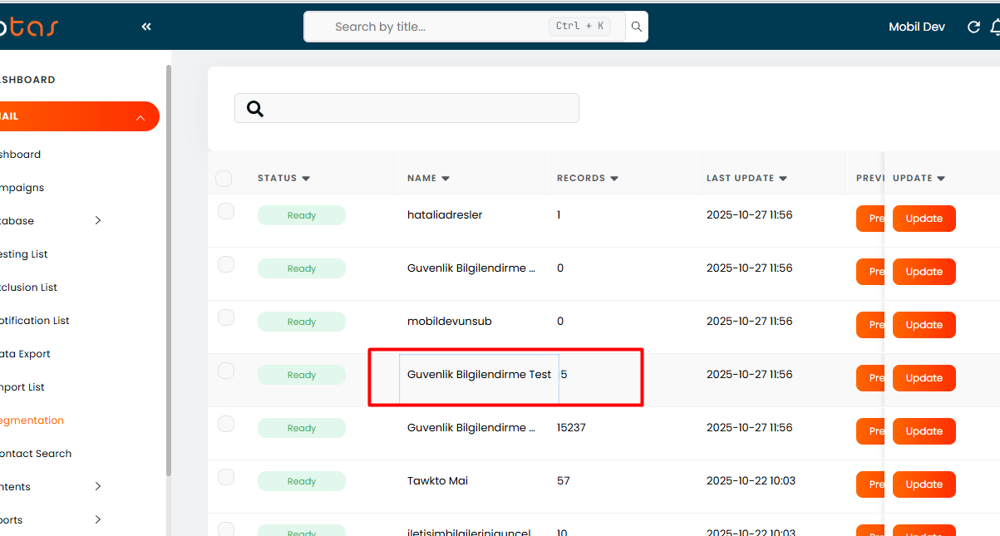 otas
Search by title...
Ctrl + K
Mobil Dev
SHBOARD
AIL
shboard
mpaigns
tabase
esting List
clusion List
otification List
ata Export
port List
egmentation
ontact Search
ntents
ports
STATUS NAME RECORDS LAST UPDATE PREVI UPDATE
Ready hataliadresler 1 2025-10-27 11:56 Pre Update
Ready Guvenlik Bilgilendirme ... 0 2025-10-27 11:56 Pre Update
Ready mobildevunsub 0 2025-10-27 11:56 Pre Update
Ready Guvenlik Bilgilendirme Test 5 2025-10-27 11:56 Pre Update
Ready Guvenlik Bilgilendirme ... 15237 2025-10-27 11:56 Pre Update
Ready Tawkto Mai 57 2025-10-22 10:03 Pre Update
Ready iletisimbilgileriniguncel 10 2025-10-22 10:03 Pre Update